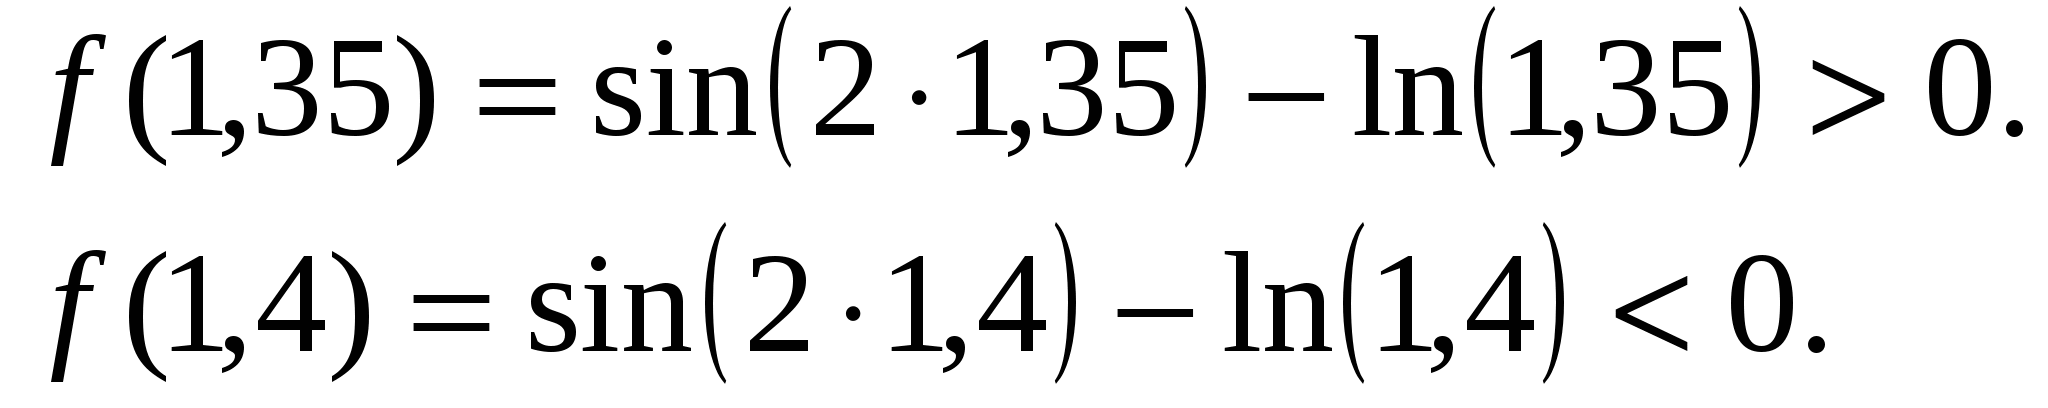 f(1,35) = sin(2 · 1,35) − ln(1,35) > 0.
f(1,4) = sin(2 · 1,4) − ln(1,4) < 0.